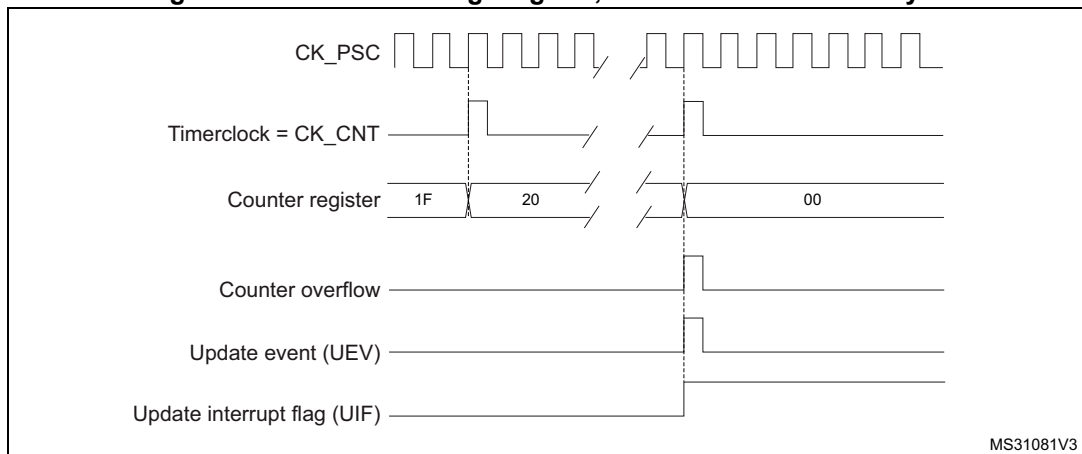 CK_PSC
Timerclock = CK_CNT
Counter register
1F
20
00
Counter overflow
Update event (UEV)
Update interrupt flag (UIF)
MS31081V3